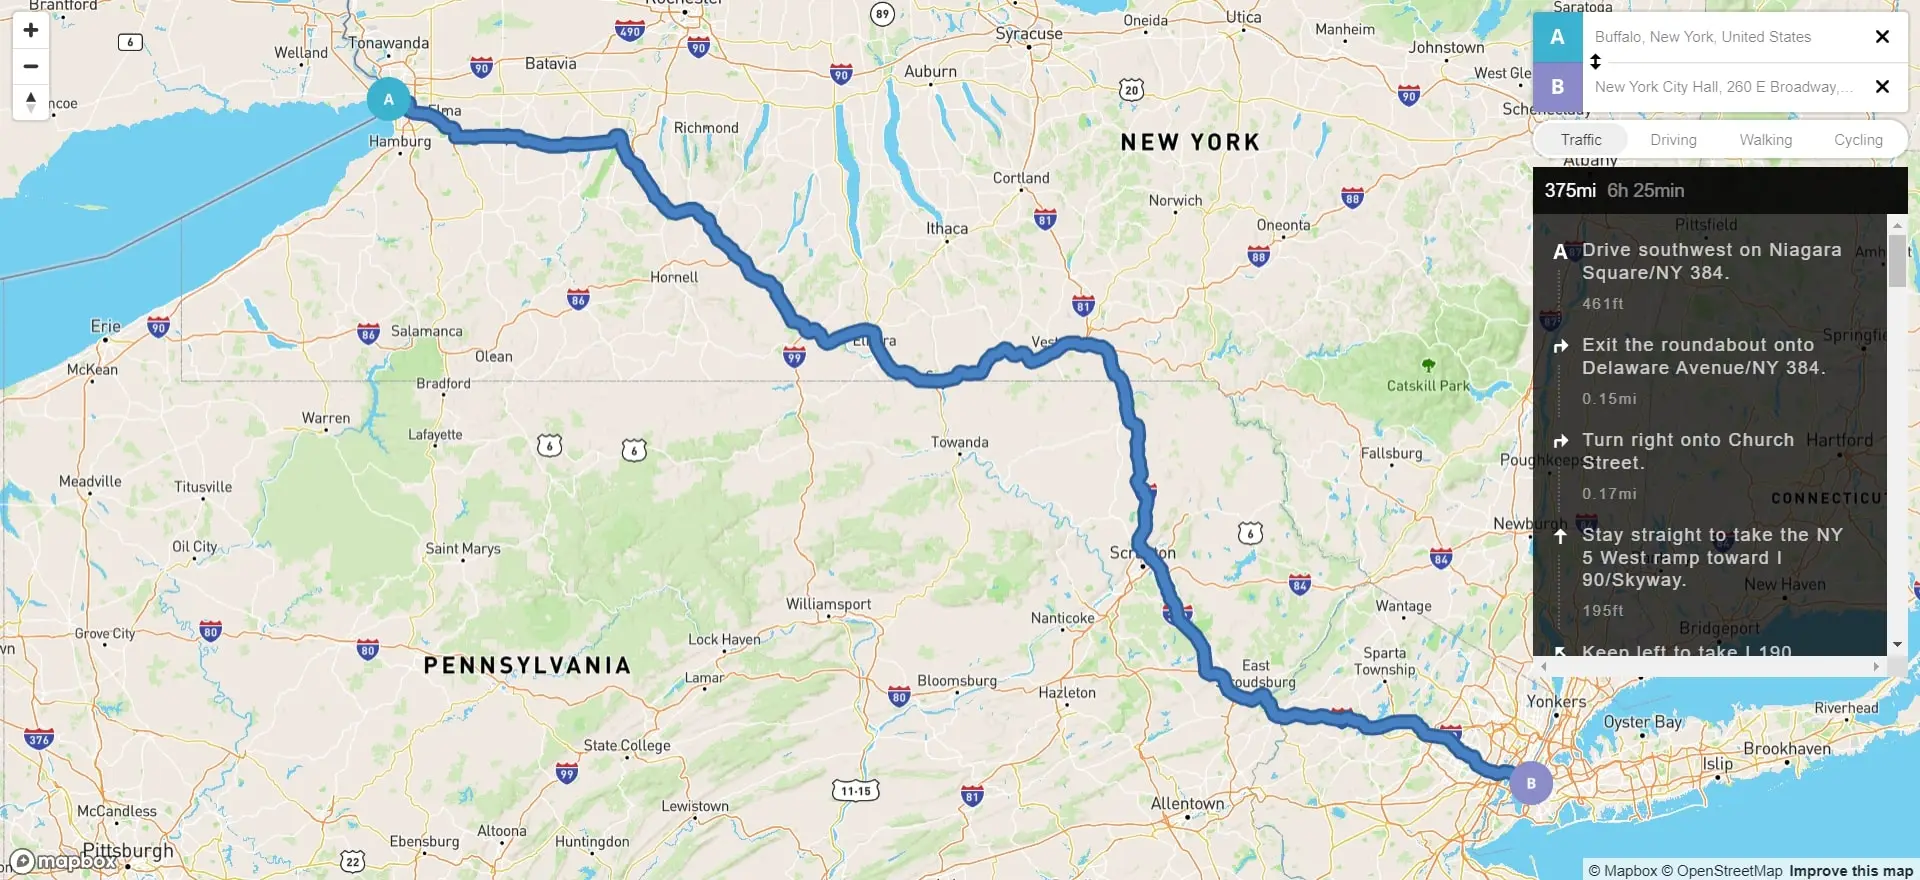 Brantford
Rochester
89
Saratoga
490
Oneida
Utica
6
Tonawanda
Syracuse
Manheim
Welland
90
Batavia
90
90
Auburn
Johnstown
20
90
A
Elma
Hamburg
Richmond
NEW YORK
Albany
Cortland
Norwich
88
81
Ithaca
Oneonta
88
Hornell
86
81
Erie
90
86
Salamanca
Olean
99
McKean
Bradford
Catskill Park
Warren
Lafayette
6
6
Towanda
Fallsburg
Meadville
Titusville
Oil City
Saint Marys
Scranton
6
84
84
Newburgh
Williamsport
Nanticoke
Wantage
Grove City
80
80
Lock Haven
PENNSYLVANIA
Lamar
80
Bloomsburg
Hazleton
East
Sparta
Township
Yonkers
Oyster Bay
Riverhead
376
State College
99
Brookhaven
Islip
B
11-15
81
Allentown
McCandless
Lewistown
Altoona
Ebensburg
Huntingdon
Pittsburgh
22
mapbox
A
Buffalo, New York, United States
B
New York City Hall, 260 E Broadway,...
Traffic Driving Walking Cycling
375mi 6h 25min
Pittsfield
A
Drive southwest on Niagara
Square/NY 384.
461ft
Exit the roundabout onto
Delaware Avenue/NY 384.
0.15mi
Turn right onto Church
Street.
Hartford
0.17mi
CONNECTICUT
Stay straight to take the NY
5 West ramp toward I
90/Skyway.
New Haven
195ft
Bridgeport
Keep left to take I 190
© Mapbox © OpenStreetMap Improve this map